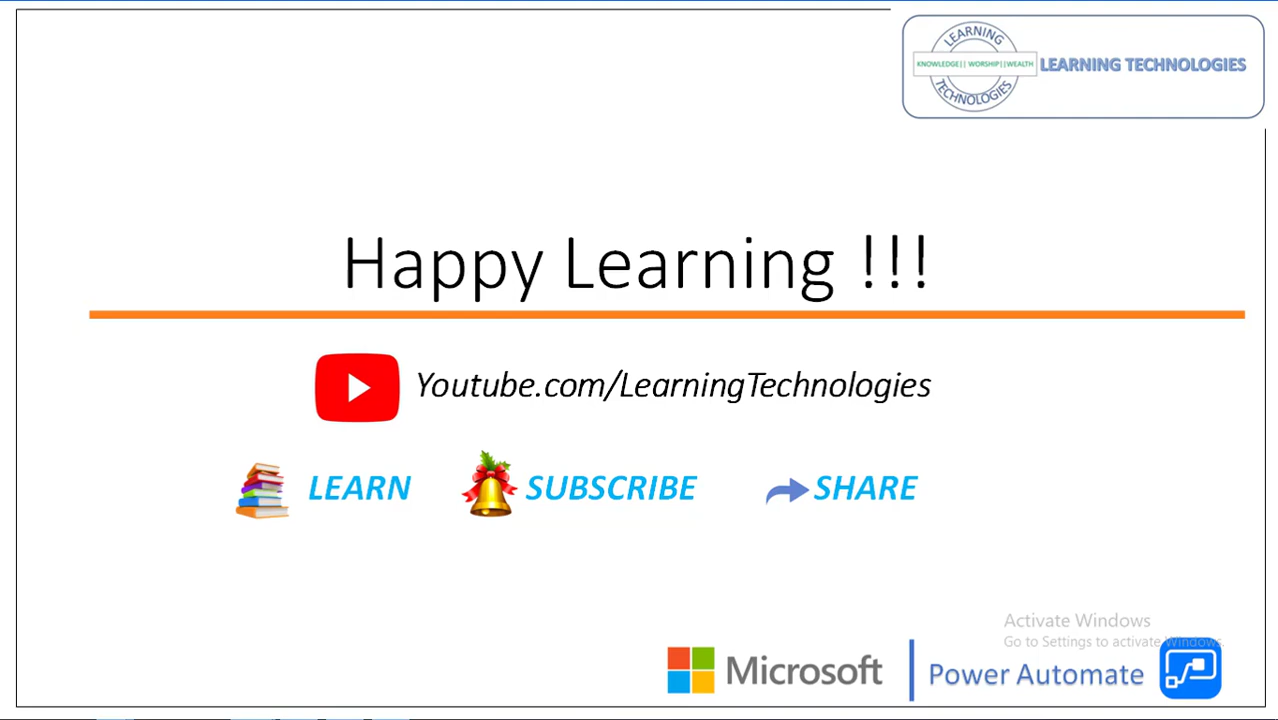 LEARNING
KNOWLEDGE|| WORSHIP||WEALTH
TECHNOLOGIES
LEARNING TECHNOLOGIES
Happy Learning !!!
Youtube.com/LearningTechnologies
LEARN SUBSCRIBE SHARE
Activate Windows
Go to Settings to activate Windows.
Microsoft Power Automate